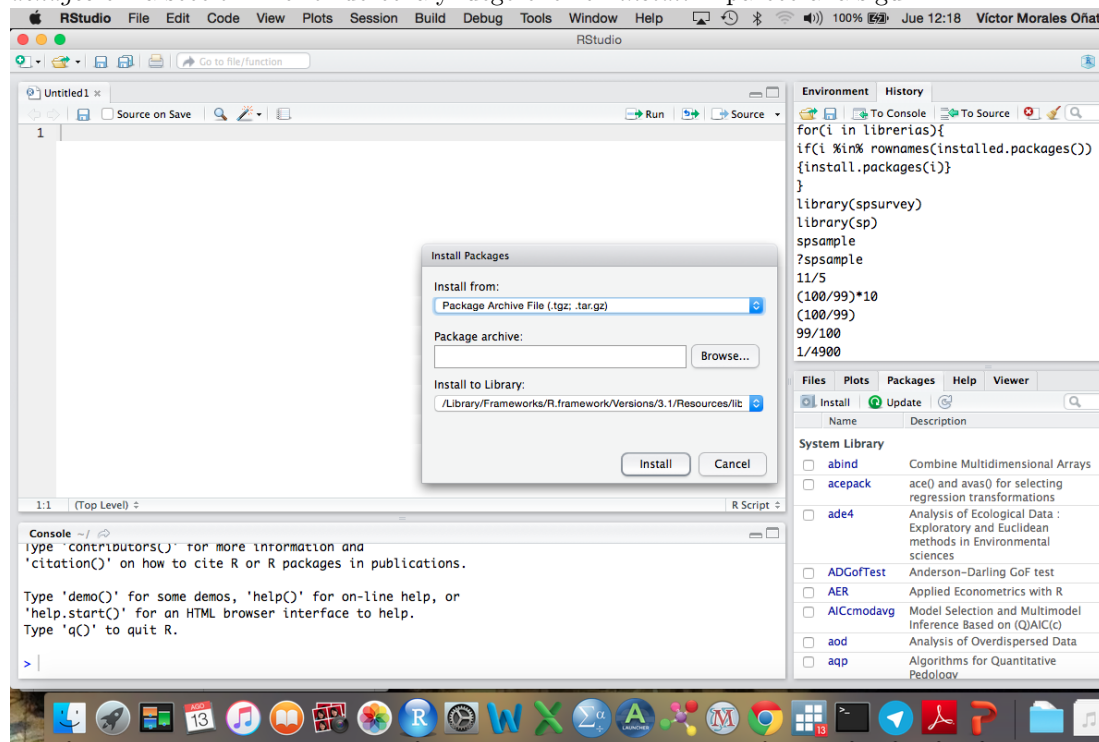 RStudio File Edit Code View Plots Session Build Debug Tools Window Help 100% Jue 12:18 Víctor Morales Oñat
RStudio
Go to file/function
Untitled1
Source on Save Run Source
1
1:1 (Top Level) R Script
Console ~/
Type 'contributors()' for more information and
'citation()' on how to cite R or R packages in publications.
Type 'demo()' for some demos, 'help()' for on-line help, or
'help.start()' for an HTML browser interface to help.
Type 'q()' to quit R.
>
Install Packages
Install from:
Package Archive File (.tgz; .tar.gz)
Package archive:
Browse...
Install to Library:
/Library/Frameworks/R.framework/Versions/3.1/Resources/lib
Install Cancel
Environment History
To Console To Source
for(i in librerias){
if(i %in% rownames(installed.packages())
{install.packages(i)}
}
library(spsurvey)
library(sp)
spsample
?spsample
11/5
(100/99)*10
(100/99)
99/100
1/4900
Files Plots Packages Help Viewer
Install Update
Name Description
System Library
abind Combine Multidimensional Arrays
acepack ace() and avas() for selecting
regression transformations
ade4 Analysis of Ecological Data :
Exploratory and Euclidean
methods in Environmental
sciences
ADGofTest Anderson-Darling GoF test
AER Applied Econometrics with R
AICcmodavg Model Selection and Multimodel
Inference Based on (Q)AIC(c)
aod Analysis of Overdispersed Data
aqp Algorithms for Quantitative
Pedology
AGO
13
LAUNCHER
13